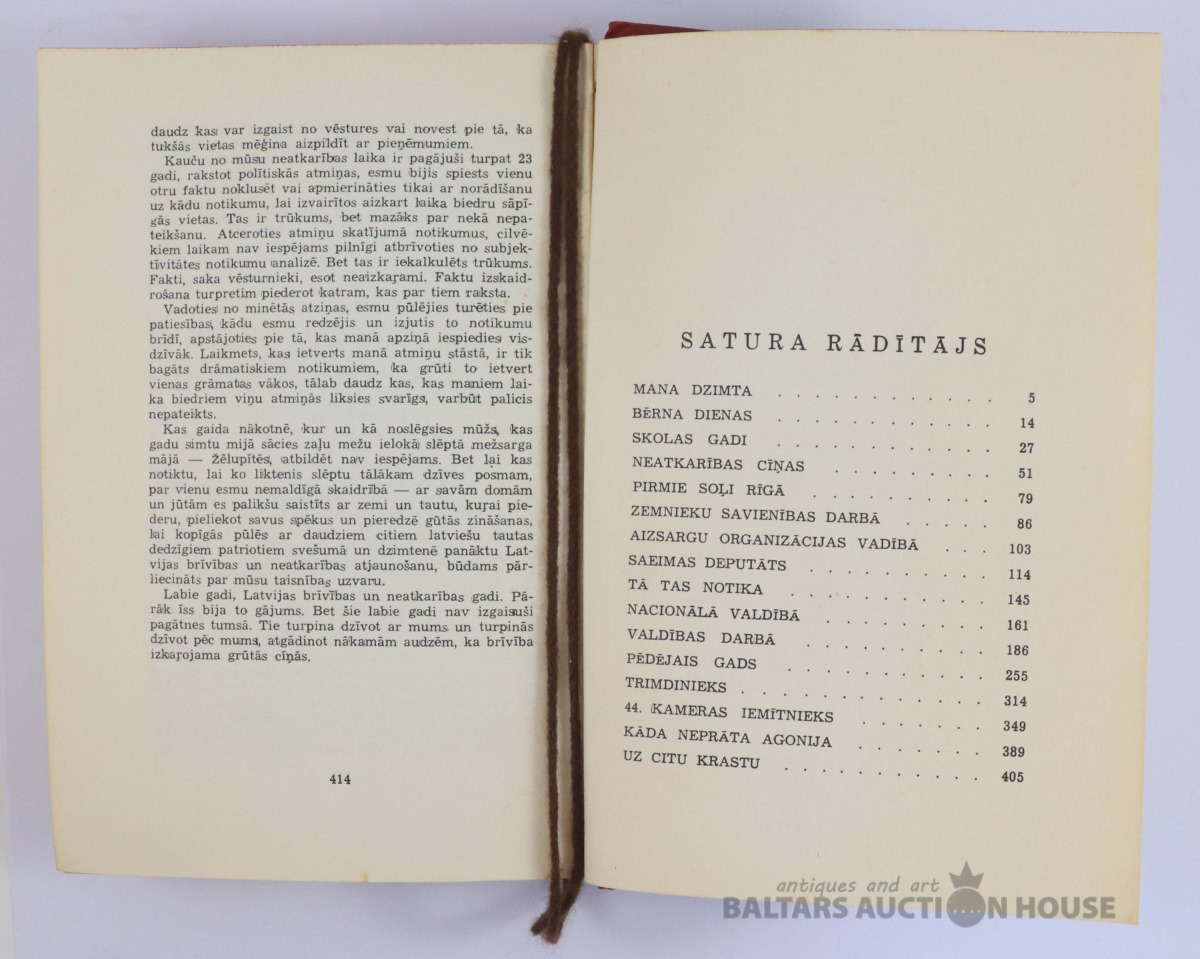 daudz kas var izgaist no vēstures vai novest pie tā, ka
tukšās vietas mēģina aizpildīt ar pieņēmumiem.
Kauču no mūsu neatkarības laika ir pagājuši turpat 23
gadi, rakstot polītiskās atmiņas, esmu bijis spiests vienu
otru faktu noklusēt vai apmierināties tikai ar norādīšanu
uz kādu notikumu, lai izvairītos aizkart laika biedru sāpī-
gās vietas. Tas ir trūkums, bet mazāks par nekā nepa-
teikšanu. Atceroties atmiņu skatījumā notikumus, cilvē-
kiem laikam nav iespējams pilnīgi atbrīvoties no subjek-
tīvitātes notikumu analizē. Bet tas ir iekalkulēts trūkums.
Fakti, saka vēsturnieki, esot neaizkaŗami. Faktu izskaid-
rošana turpretim piederot katram, kas par tiem raksta.
Vadoties no minētās atziņas, esmu pūlējies turēties pie
patiesības, kādu esmu redzējis un izjutis to notikumu
brīdī, apstājoties pie tā, kas manā apziņā iespiedies vis-
dzīvāk. Laikmets, kas ietverts manā atmiņu stāstā, ir tik
bagāts drāmatiskiem notikumiem, ka grūti to ietvert
vienas grāmatas vākos, tālab daudz kas, kas maniem lai-
ka biedriem viņu atmiņās liksies svarīgs, varbūt palicis
nepateikts.
Kas gaida nākotnē, kur un kā noslēgsies mūžs, kas
gadu simtu mijā sācies zaļu mežu ielokā slēptā mežsarga
mājā — Žēlupītēs, atbildēt nav iespējams. Bet lai kas
notiktu, lai ko liktenis slēptu tālākam dzīves posmam,
par vienu esmu nemaldīgā skaidrībā — ar savām domām
un jūtām es palikšu saistīts ar zemi un tautu, kuŗai pie-
deru, pieliekot savus spēkus un pieredzē gūtās zināšanas,
lai kopīgās pūlēs ar daudziem citiem latviešu tautas
dedzīgiem patriotiem svešumā un dzimtenē panāktu Lat-
vijas brīvības un neatkarības atjaunošanu, būdams pār-
liecināts par mūsu taisnības uzvaru.
Labie gadi, Latvijas brīvības un neatkarības gadi. Pā-
rāk īss bija to gājums. Bet šie labie gadi nav izgaisuši
pagātnes tumsā. Tie turpina dzīvot ar mums un turpinās
dzīvot pēc mums, atgādinot nākamām audzēm, ka brīvība
izkaŗojama grūtās cīņās.
414
SATURA RĀDĪTĀJS
MANA DZIMTA . . . . . . . . . . . . 5
BĒRNA DIENAS . . . . . . . . . . . . 14
SKOLAS GADI . . . . . . . . . . . . 27
NEATKARĪBAS CĪŅAS . . . . . . . . . 51
PIRMIE SOĻI RĪGĀ . . . . . . . . . . 79
ZEMNIEKU SAVIENĪBAS DARBĀ . . . . . 86
AIZSARGU ORGANIZĀCIJAS VADĪBĀ . . . 103
SAEIMAS DEPUTĀTS . . . . . . . . . . 114
TĀ TAS NOTIKA . . . . . . . . . . . 145
NACIONĀLĀ VALDĪBĀ . . . . . . . . . 161
VALDĪBAS DARBĀ . . . . . . . . . . 186
PĒDĒJAIS GADS . . . . . . . . . . . 255
TRIMDINIEKS . . . . . . . . . . . . . 314
44. KAMERAS IEMĪTNIEKS . . . . . . . 349
KĀDA NEPRĀTA AGONIJA . . . . . . . 389
UZ CITU KRASTU . . . . . . . . . . . 405
antiques and art
BALTARS AUCTION HOUSE